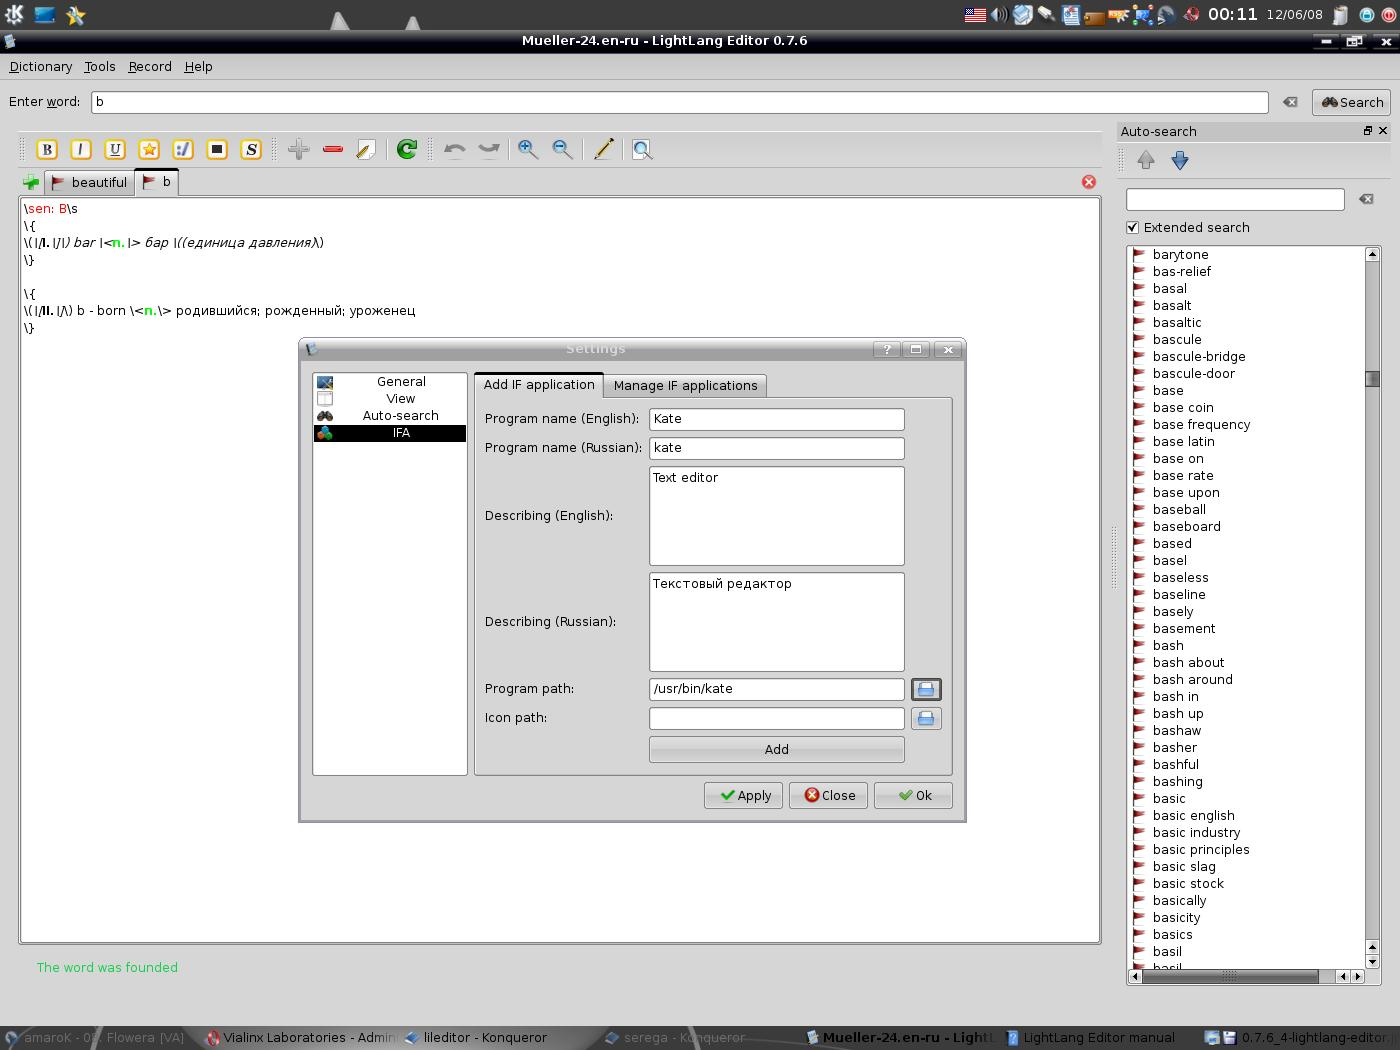 00:11 12/06/08
Mueller-24.en-ru - LightLang Editor 0.7.6
Dictionary Tools Record Help
Enter word: b Search
B I U S
beautiful b
\sen: B\s
\{
\(|/I. |/|\) bar |<n. |> бар |((единица давления)\)
\}
\{
\(|/II. |/\) b - born \<n.\> родившийся; рожденный; уроженец
\}
Settings
General
View
Auto-search
IFA
Add IF application Manage IF applications
Program name (English): Kate
Program name (Russian): kate
Describing (English): Text editor
Describing (Russian): Текстовый редактор
Program path: /usr/bin/kate
Icon path:
Add
Apply Close Ok
The word was founded
Auto-search
Extended search
barytone
bas-relief
basal
basalt
basaltic
bascule
bascule-bridge
bascule-door
base
base coin
base frequency
base latin
base on
base rate
base upon
baseball
baseboard
based
basel
baseless
baseline
basely
basement
bash
bash about
bash around
bash in
bash up
bashaw
basher
bashful
bashing
basic
basic english
basic industry
basic principles
basic slag
basic stock
basically
basicity
basics
basil
basil
amaroK - 05. Flowera [VA] Vialinx Laboratories - Admin lileditor - Konqueror serega - Konqueror Mueller-24.en-ru - LightL LightLang Editor manual 0.7.6_4-lightlang-editor